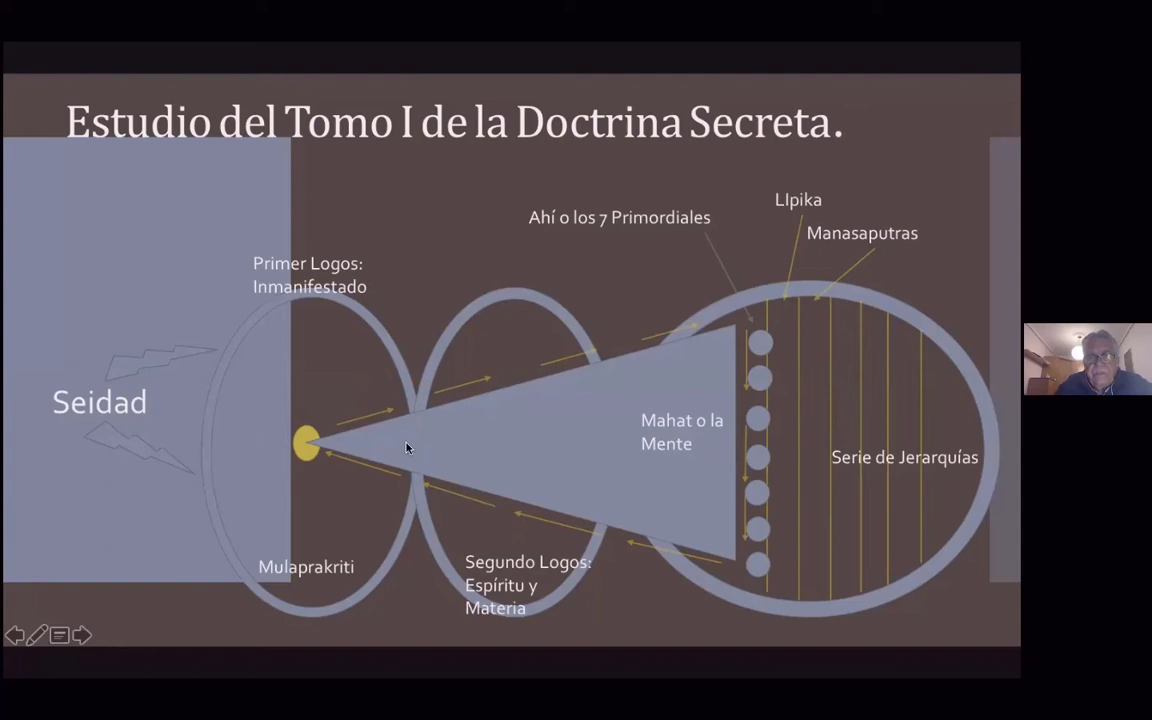 Estudio del Tomo I de la Doctrina Secreta.
LIpika
Ahí o los 7 Primordiales
Manasaputras
Primer Logos:
Inmanifestado
Seidad
Mahat o la
Mente
Serie de Jerarquías
Mulaprakriti
Segundo Logos:
Espíritu y
Materia